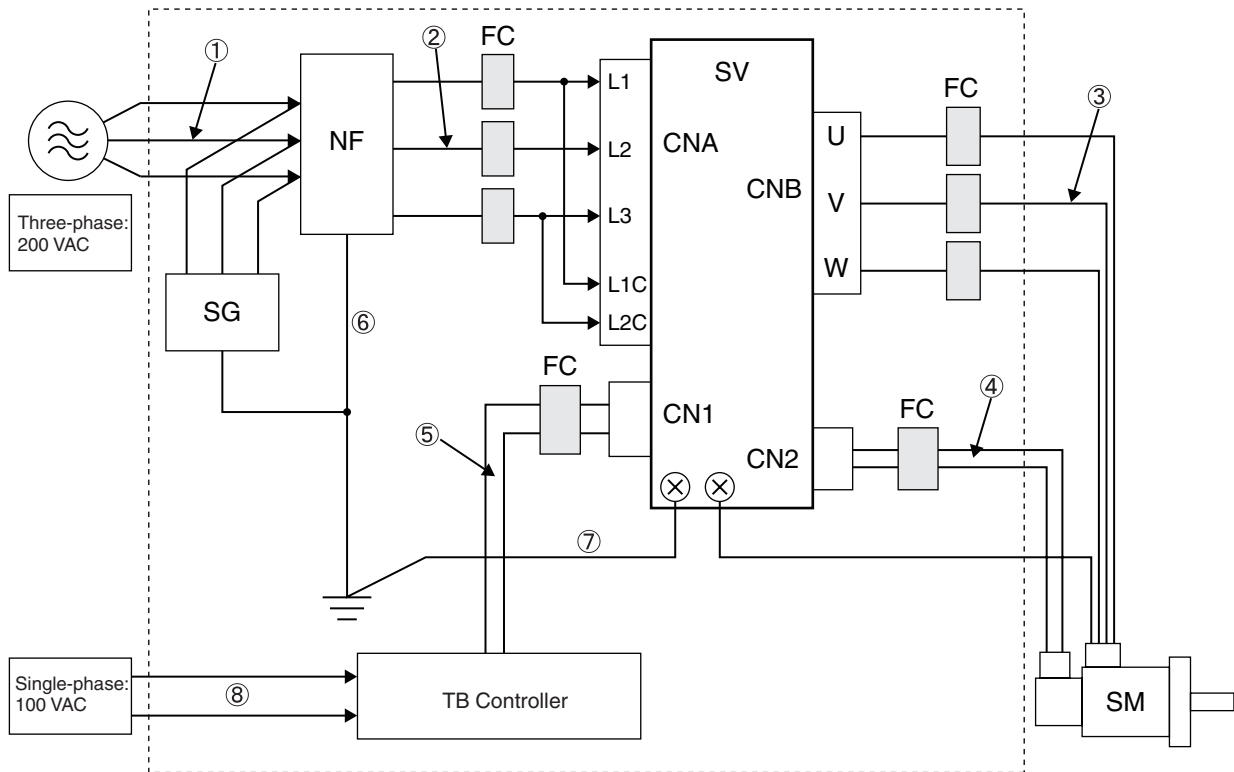 ①
②
FC
NF
L1
L2
L3
L1C
L2C
SV
CNA
CNB
U
V
W
FC
③
Three-phase:
200 VAC
SG
⑥
FC
CN1
CN2
FC
④
⑤
⑦
Single-phase:
100 VAC
⑧
TB Controller
SM